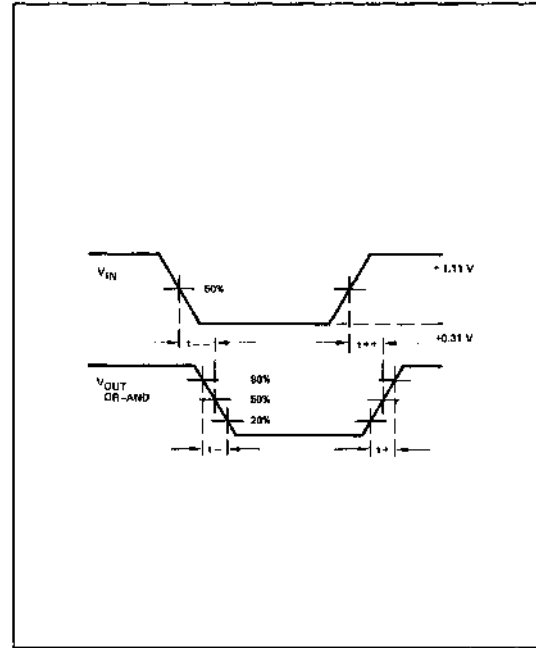 VIN
+1.11 V
50%
+0.31 V
t--
t++
VOUT
OR-AND
80%
50%
20%
t-
t+